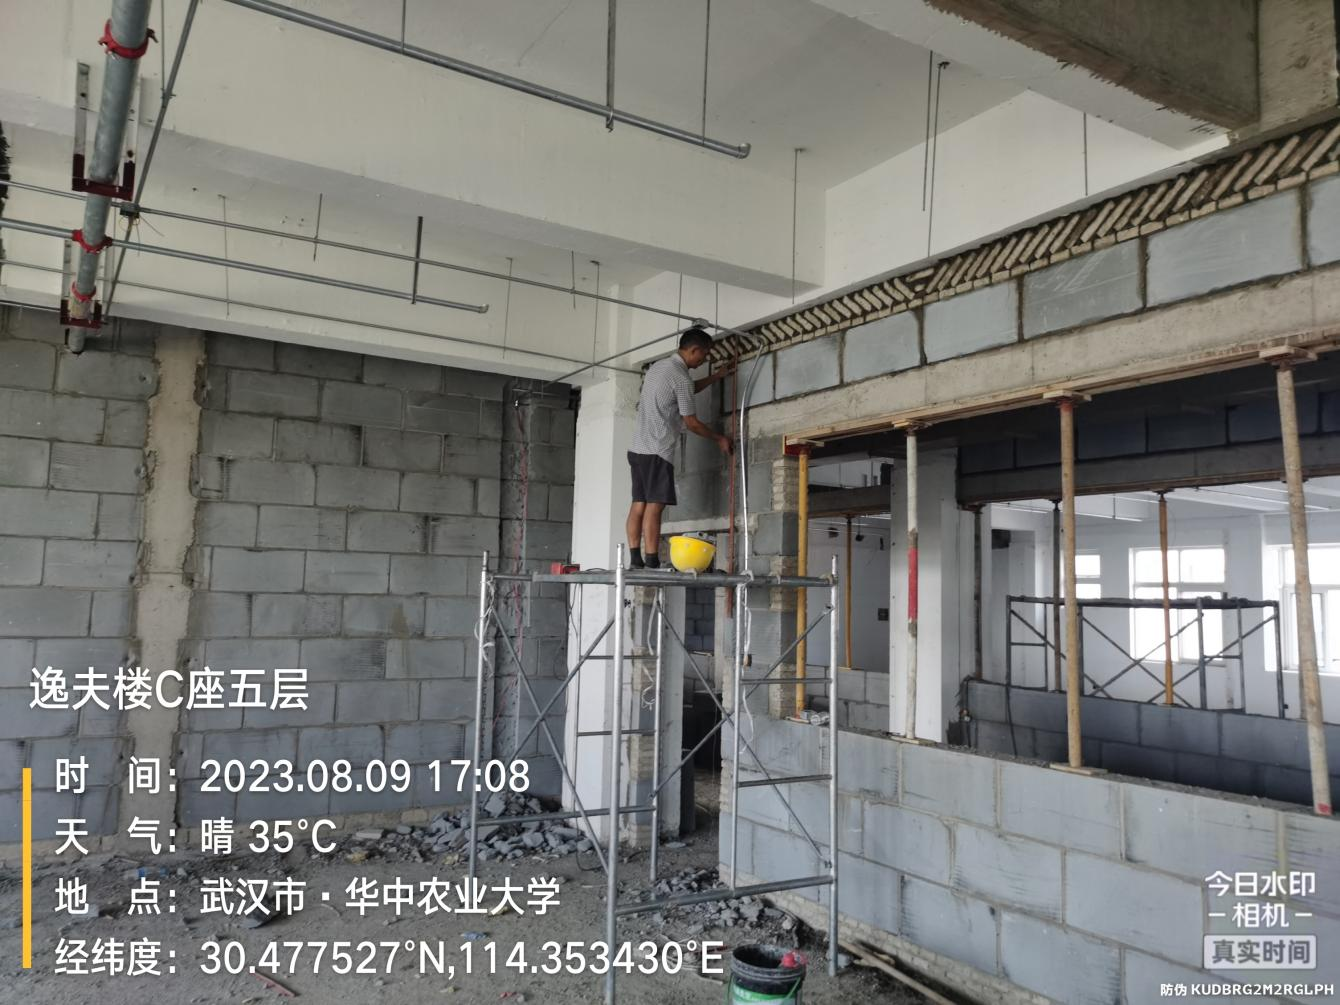 逸夫楼C座五层
时 间：2023.08.09 17:08
天 气：晴 35°C
地 点：武汉市·华中农业大学
经纬度：30.477527°N,114.353430°E
今日水印
-相机-
真实时间
防伪 KUDBRG2M2RGLPH